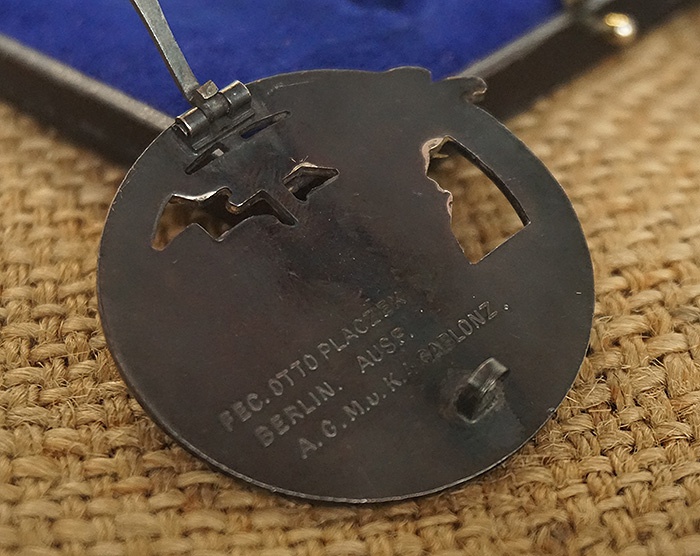 FEC. OTTO PLACZEK
BERLIN. AUSF.
A.G.M.v.K. GABLONZ.